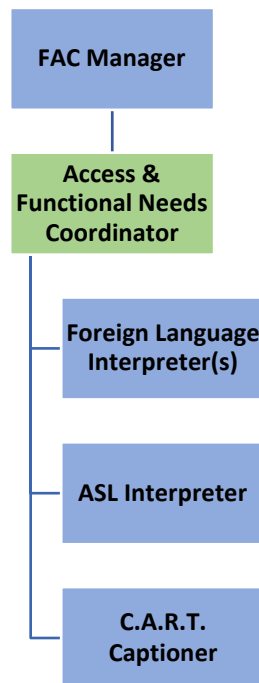 FAC Manager
Access &
Functional Needs
Coordinator
Foreign Language
Interpreter(s)
ASL Interpreter
C.A.R.T.
Captioner